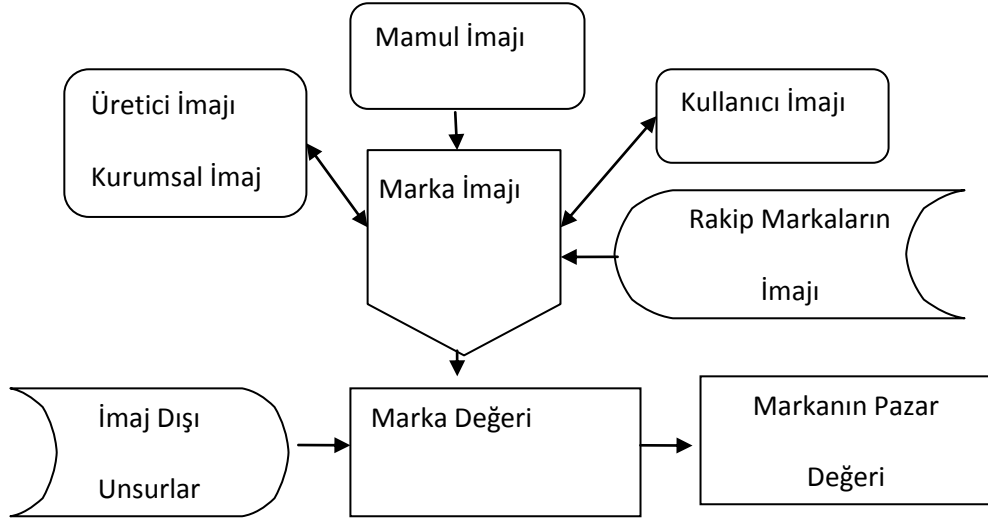 Mamul İmajı
Üretici İmajı
Kurumsal İmaj
Kullanıcı İmajı
Marka İmajı
Rakip Markaların
İmajı
İmaj Dışı
Unsurlar
Marka Değeri
Markanın Pazar
Değeri